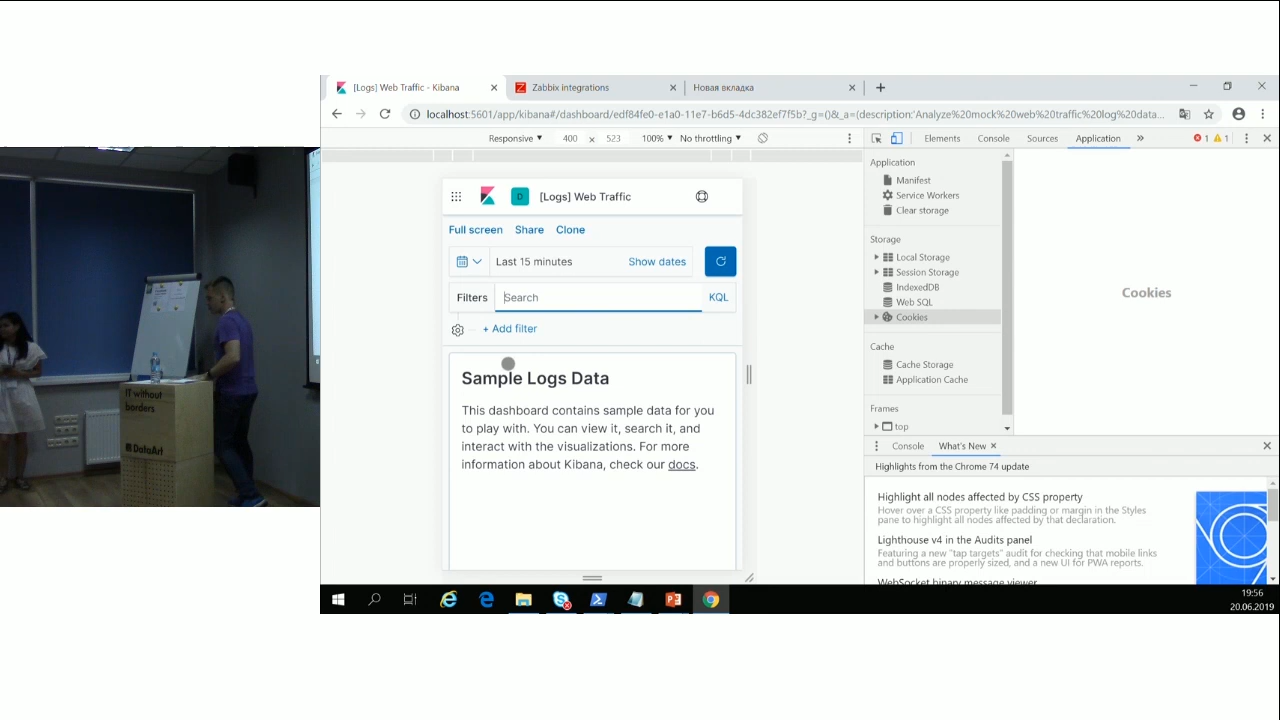 IT without
borders
DataArt
[Logs] Web Traffic - Kibana
Zabbix integrations
Новая вкладка
localhost:5601/app/kibana#/dashboard/edf84fe0-e1a0-11e7-b6d5-4dc382ef7f5b?_g=()&_a=(description:'Analyze%20mock%20web%20traffic%20log%20data...
Responsive
400
×
523
100%
No throttling
Elements
Console
Sources
Application
1
1
D
[Logs] Web Traffic
Full screen
Share
Clone
Last 15 minutes
Show dates
Filters
Search
KQL
+ Add filter
Sample Logs Data
This dashboard contains sample data for you
to play with. You can view it, search it, and
interact with the visualizations. For more
information about Kibana, check our docs.
Application
Manifest
Service Workers
Clear storage
Storage
Local Storage
Session Storage
IndexedDB
Web SQL
Cookies
Cache
Cache Storage
Application Cache
Frames
top
Cookies
Console
What's New
Highlights from the Chrome 74 update
Highlight all nodes affected by CSS property
Hover over a CSS property like padding or margin in the Styles
pane to highlight all nodes affected by that declaration.
Lighthouse v4 in the Audits panel
Featuring a new "tap targets" audit for checking that mobile links
and buttons are properly sized, and a new UI for PWA reports.
WebSocket binary message viewer
19:56
20.06.2019